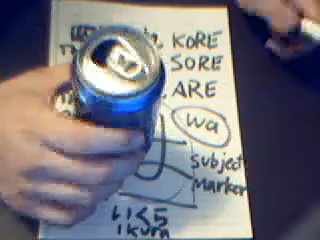 KORE
SORE
ARE
wa
subject
marker
いくら
ikura